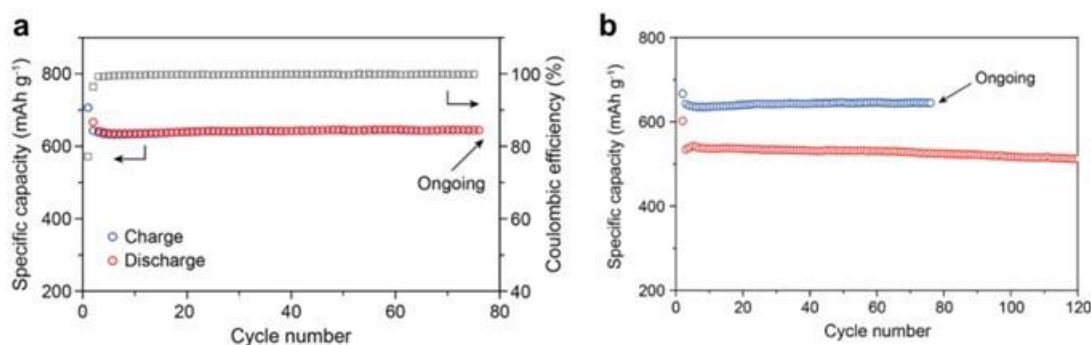 a
Specific capacity (mAh g⁻¹)
800
600
400
200
0
20
40
60
80
Cycle number
100
80
60
40
Coulombic efficiency (%)
Ongoing
Charge
Discharge
b
Specific capacity (mAh g⁻¹)
800
600
400
200
0
20
40
60
80
100
120
Cycle number
Ongoing